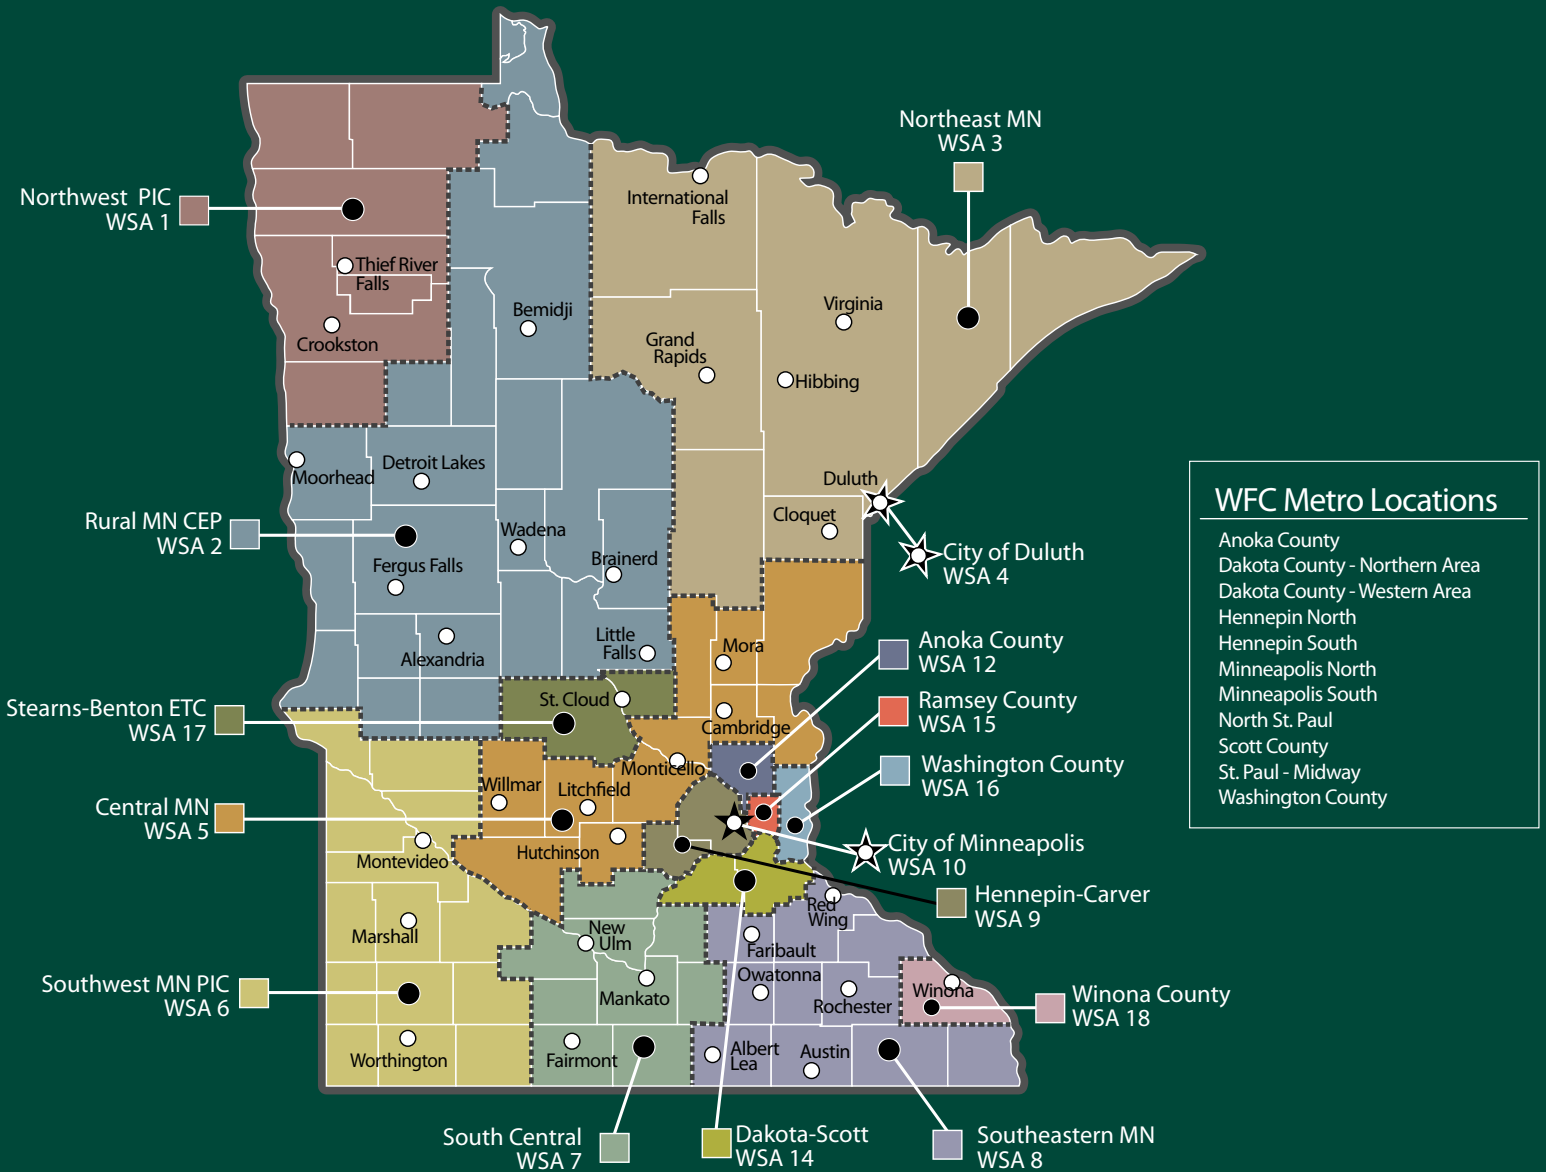 Northeast MN
WSA 3
Northwest PIC
WSA 1
International
Falls
Thief River
Falls
Crookston
Bemidji
Virginia
Grand
Rapids
Hibbing
Moorhead
Detroit Lakes
Duluth
Cloquet
Rural MN CEP
WSA 2
Wadena
Brainerd
Fergus Falls
City of Duluth
WSA 4
Little
Falls
Alexandria
Mora
Anoka County
WSA 12
Stearns-Benton ETC
WSA 17
St. Cloud
Cambridge
Ramsey County
WSA 15
Monticello
Washington County
WSA 16
Willmar
Litchfield
Central MN
WSA 5
Hutchinson
Montevideo
City of Minneapolis
WSA 10
Hennepin-Carver
WSA 9
Red
Wing
Marshall
New
Ulm
Faribault
Southwest MN PIC
WSA 6
Mankato
Owatonna
Rochester
Winona
Winona County
WSA 18
Worthington
Fairmont
Albert
Lea
Austin
South Central
WSA 7
Dakota-Scott
WSA 14
Southeastern MN
WSA 8
WFC Metro Locations
Anoka County
Dakota County - Northern Area
Dakota County - Western Area
Hennepin North
Hennepin South
Minneapolis North
Minneapolis South
North St. Paul
Scott County
St. Paul - Midway
Washington County